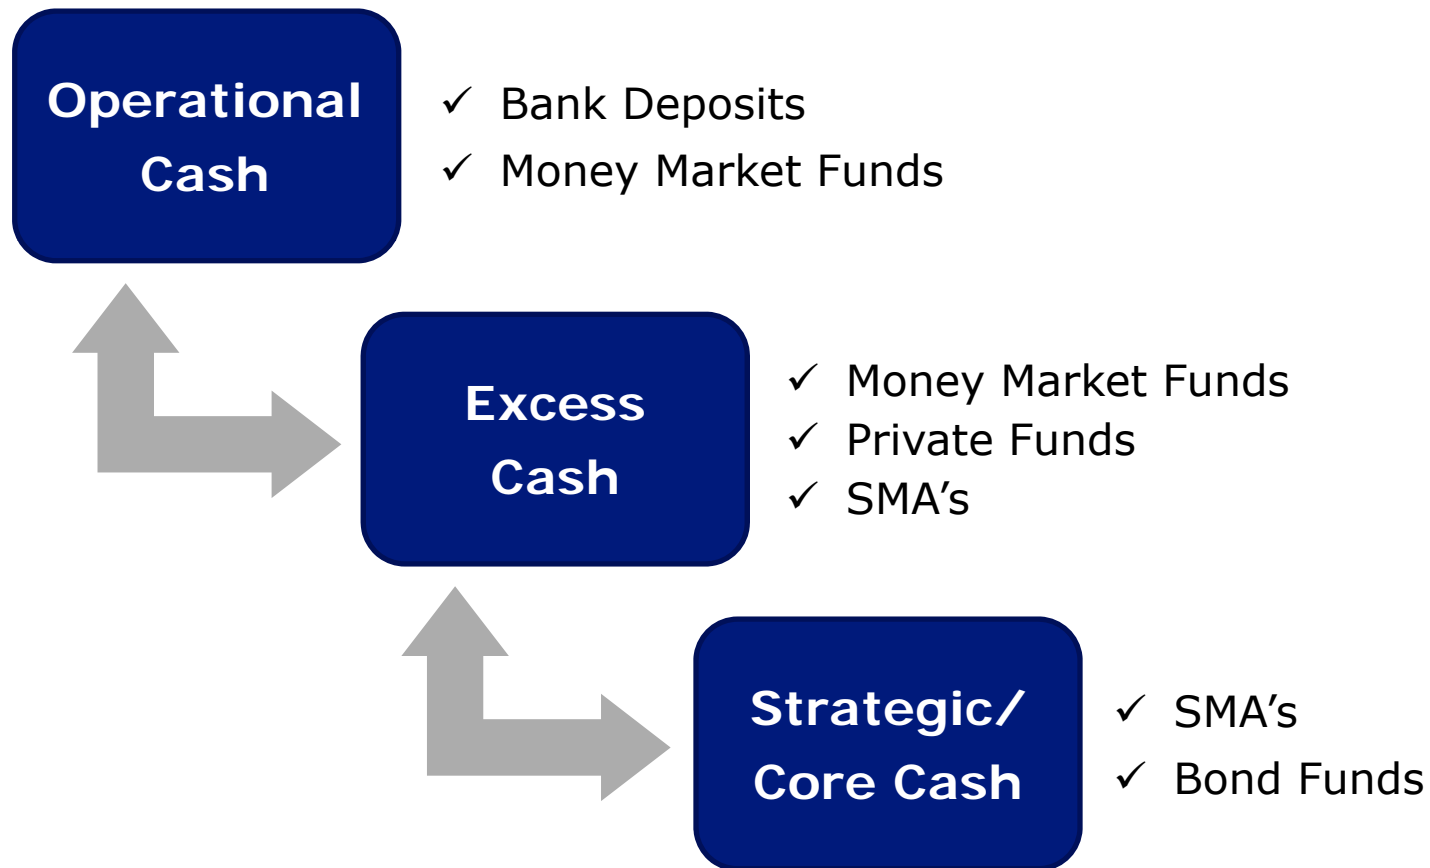 Operational
Cash
✓ Bank Deposits
✓ Money Market Funds
Excess
Cash
✓ Money Market Funds
✓ Private Funds
✓ SMA’s
Strategic/
Core Cash
✓ SMA’s
✓ Bond Funds